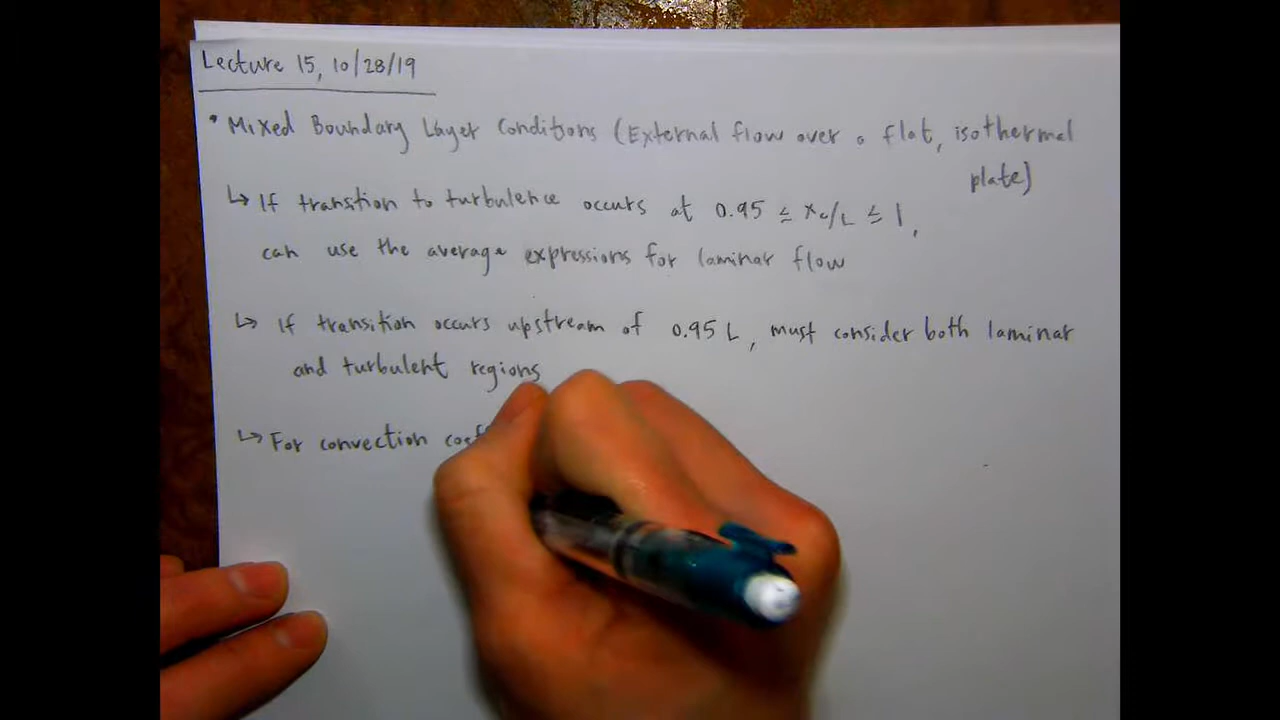 Lecture 15, 10/28/19
• Mixed Boundary Layer Conditions (External flow over a flat, isothermal
plate)
↳ If transtion to turbulence occurs at 0.95 ≤ xc/L ≤ 1,
can use the average expressions for laminar flow
↳ If transition occurs upstream of 0.95 L, must consider both laminar
and turbulent regions
↳ For convection coef